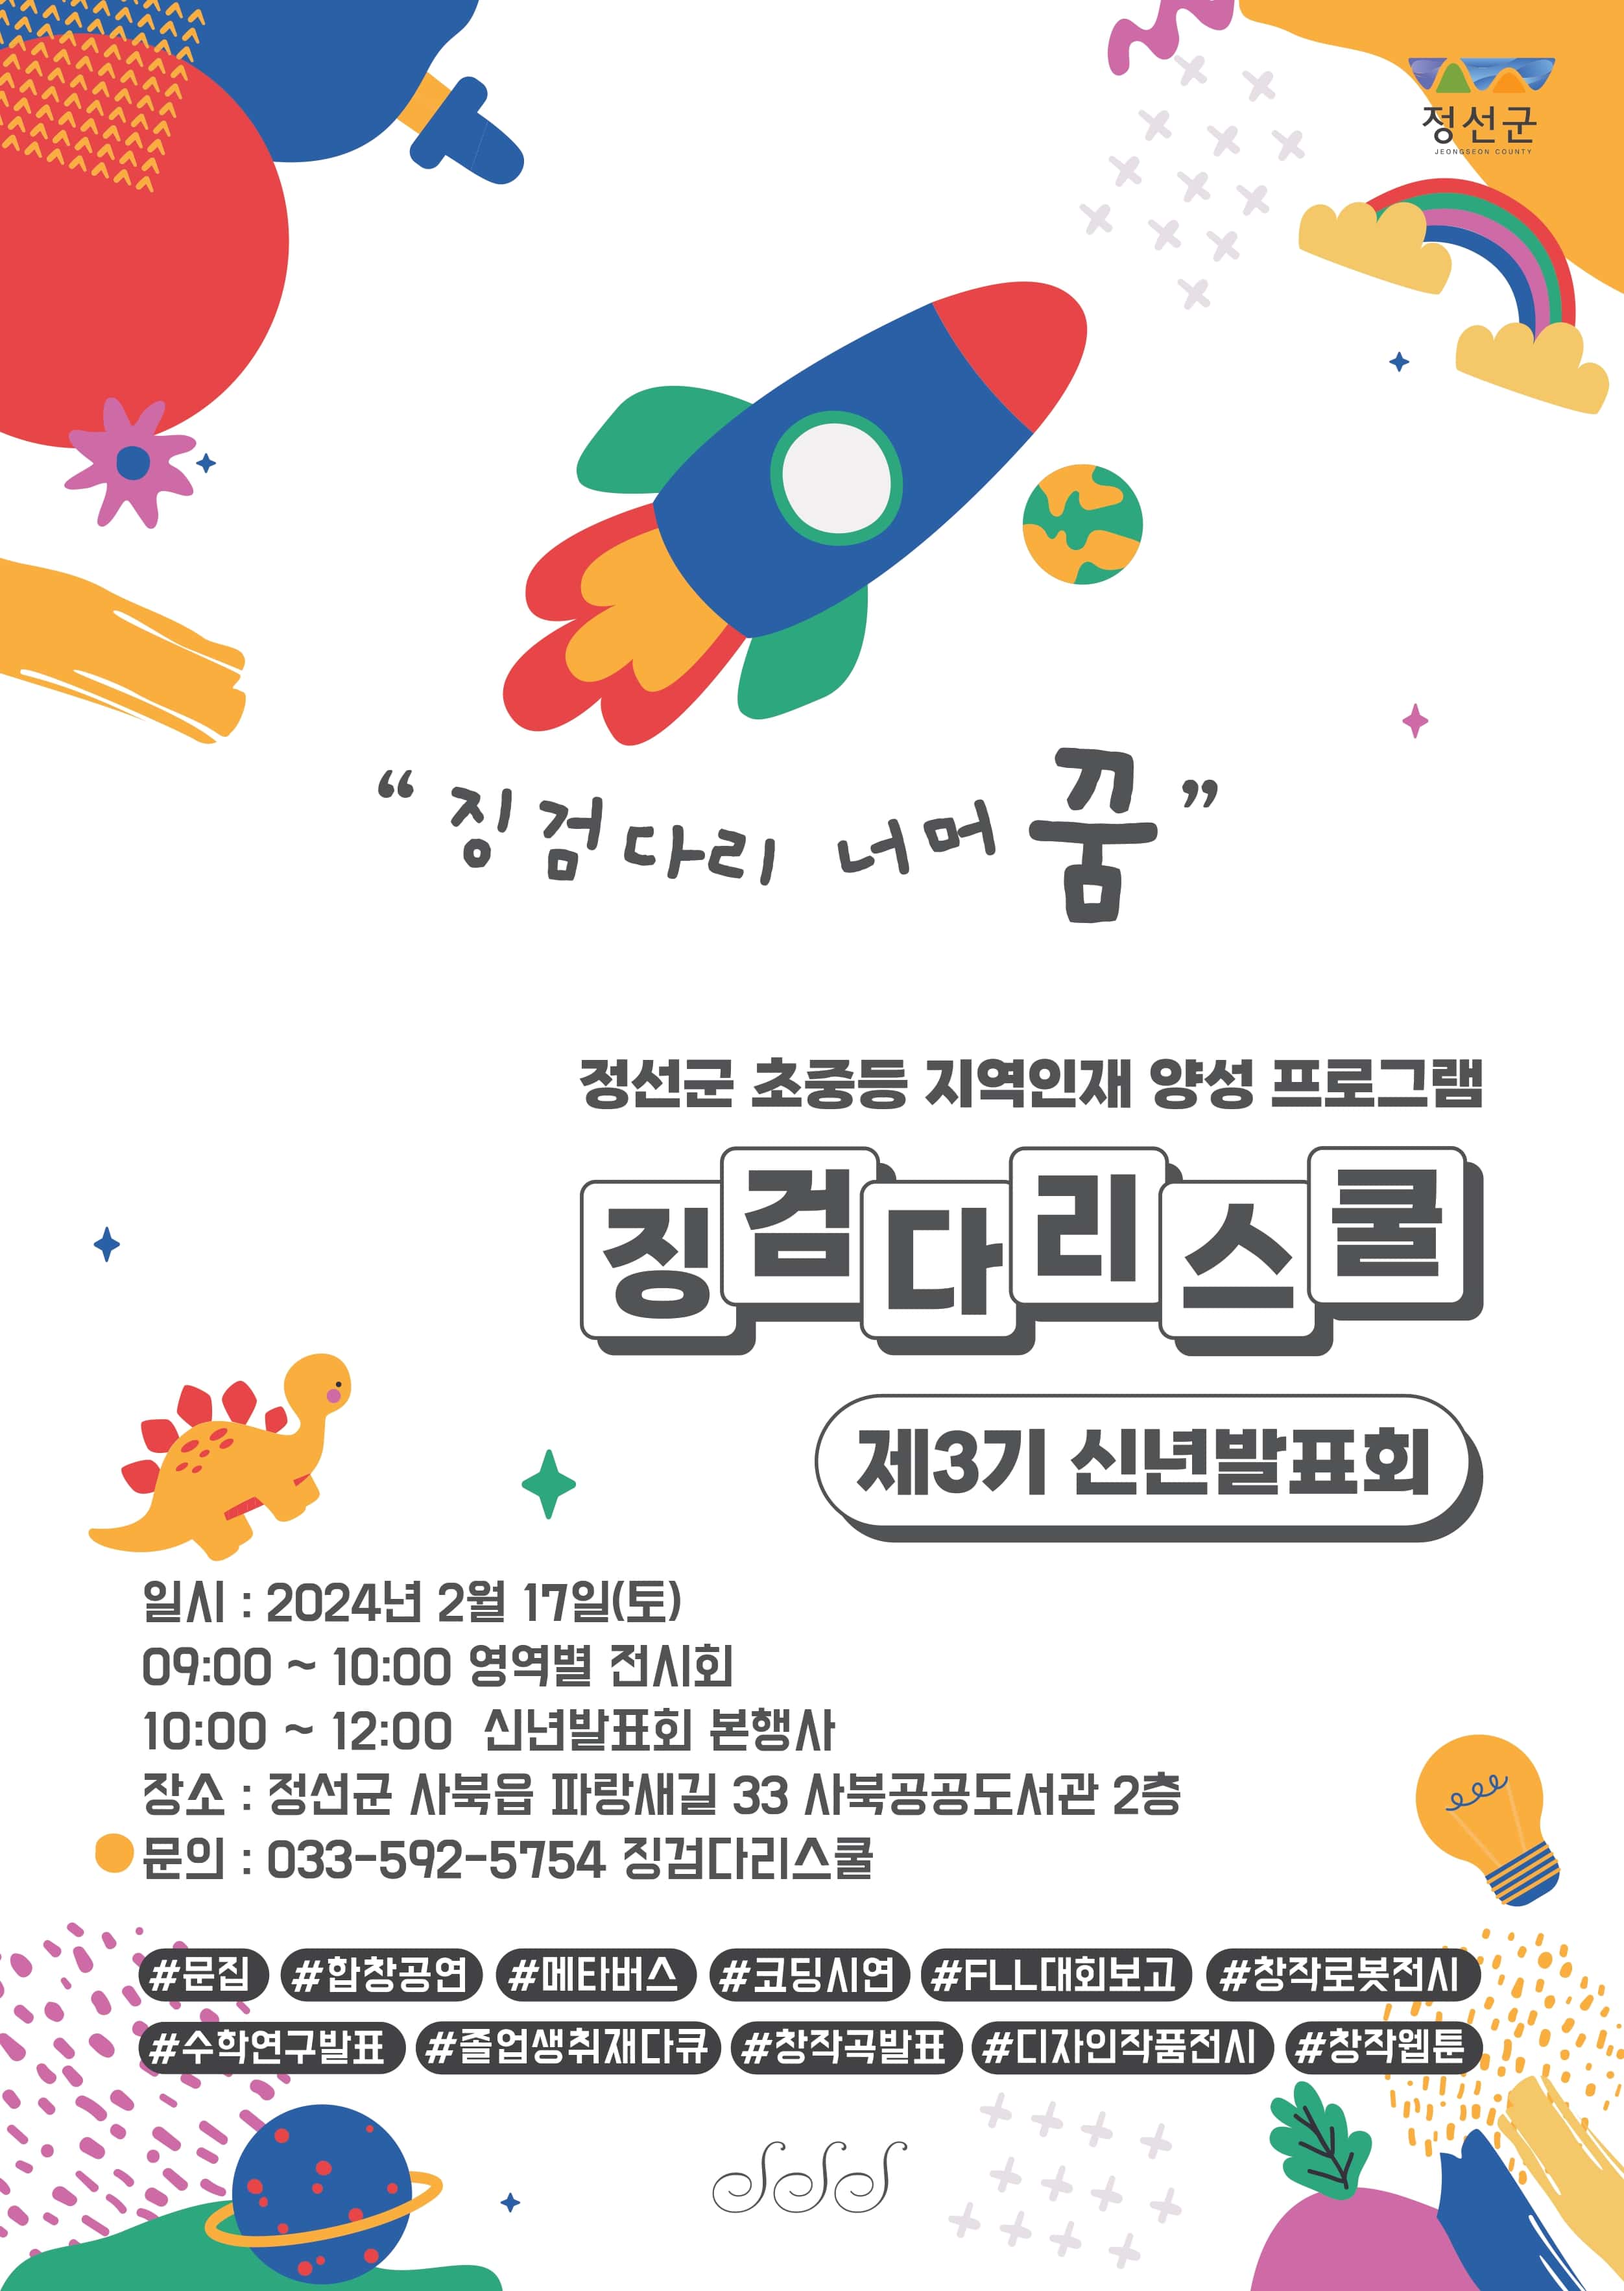 정선군
JEONGSEON COUNTY
“ 징검다리 너머 꿈 ”
정선군 초중등 지역인재 양성 프로그램
징검다리스쿨
제3기 신년발표회
일시 : 2024년 2월 17일(토)
09:00 ~ 10:00 영역별 전시회
10:00 ~ 12:00 신년발표회 본행사
장소 : 정선군 사북읍 파랑새길 33 사북공공도서관 2층
문의 : 033-592-5754 징검다리스쿨
#문집 #합창공연 #메타버스 #코딩시연 #FLL대회보고 #창작로봇전시
#수학연구발표 #졸업생취재다큐 #창작곡발표 #디자인작품전시 #창작웹툰